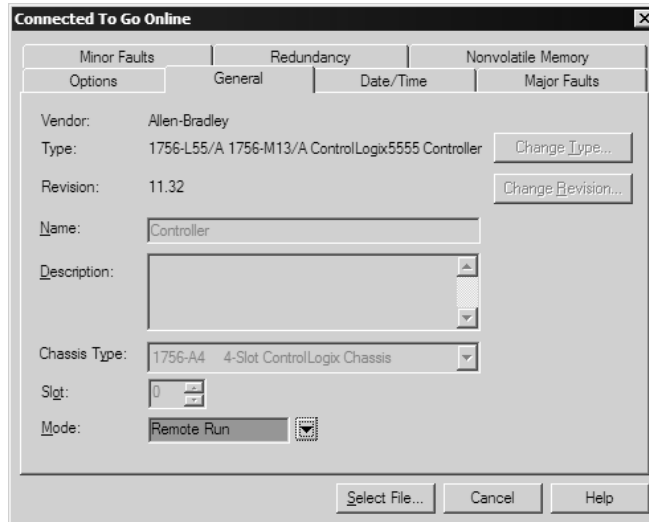 Connected To Go Online
Minor Faults Redundancy Nonvolatile Memory
Options General Date/Time Major Faults
Vendor: Allen-Bradley
Type: 1756-L55/A 1756-M13/A ControlLogix5555 Controller Change Type...
Revision: 11.32 Change Revision...
Name: Controller
Description:
Chassis Type: 1756-A4 4-Slot ControlLogix Chassis
Slot: 0
Mode: Remote Run
Select File... Cancel Help